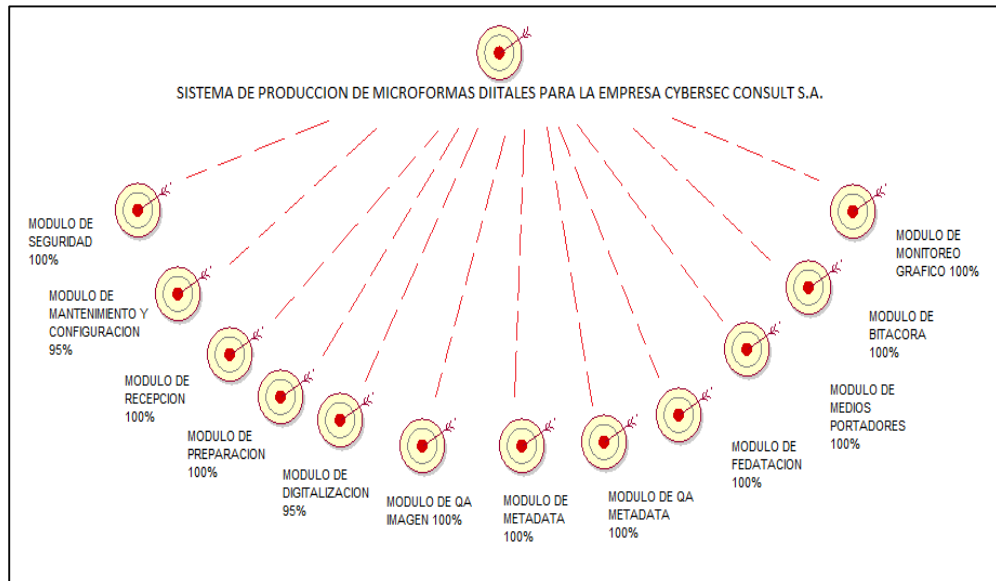 SISTEMA DE PRODUCCION DE MICROFORMAS DIITALES PARA LA EMPRESA CYBERSEC CONSULT S.A.
MODULO DE
SEGURIDAD
100%
MODULO DE
MANTENIMIENTO Y
CONFIGURACION
95%
MODULO DE
RECEPCION
100%
MODULO DE
PREPARACION
100%
MODULO DE
DIGITALIZACION
95%
MODULO DE QA
IMAGEN 100%
MODULO DE
METADATA
100%
MODULO DE QA
METADATA
100%
MODULO DE
FEDATACION
100%
MODULO DE
MEDIOS
PORTADORES
100%
MODULO DE
BITACORA
100%
MODULO DE
MONITOREO
GRAFICO 100%